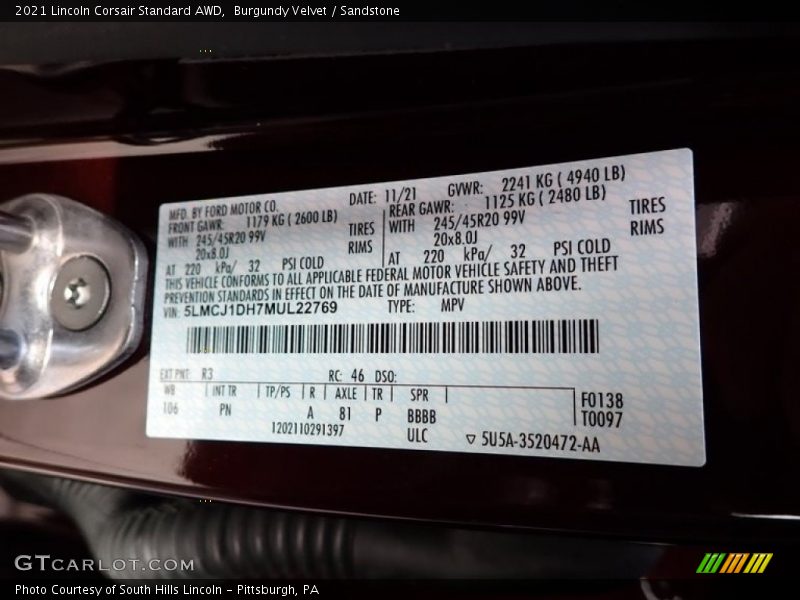 2021 Lincoln Corsair Standard AWD,  Burgundy Velvet / Sandstone
MFD. BY FORD MOTOR CO. DATE: 11/21 GVWR: 2241 KG ( 4940 LB)
FRONT GAWR: 1179 KG ( 2600 LB) REAR GAWR: 1125 KG ( 2480 LB)
WITH 245/45R20 99V TIRES WITH 245/45R20 99V TIRES
20x8.0J RIMS 20x8.0J RIMS
AT 220 kPa/ 32 PSI COLD AT 220 kPa/ 32 PSI COLD
THIS VEHICLE CONFORMS TO ALL APPLICABLE FEDERAL MOTOR VEHICLE SAFETY AND THEFT
PREVENTION STANDARDS IN EFFECT ON THE DATE OF MANUFACTURE SHOWN ABOVE.
VIN: 5LMCJ1DH7MUL22769 TYPE: MPV
EXT PNT: R3 RC: 46 DSO:
WB INT TR TP/PS R AXLE TR SPR F0138
106 PN A 81 P BBBB T0097
1202110291397 ULC ▽ 5U5A-3520472-AA
GTCARLOT.COM
Photo Courtesy of South Hills Lincoln - Pittsburgh, PA